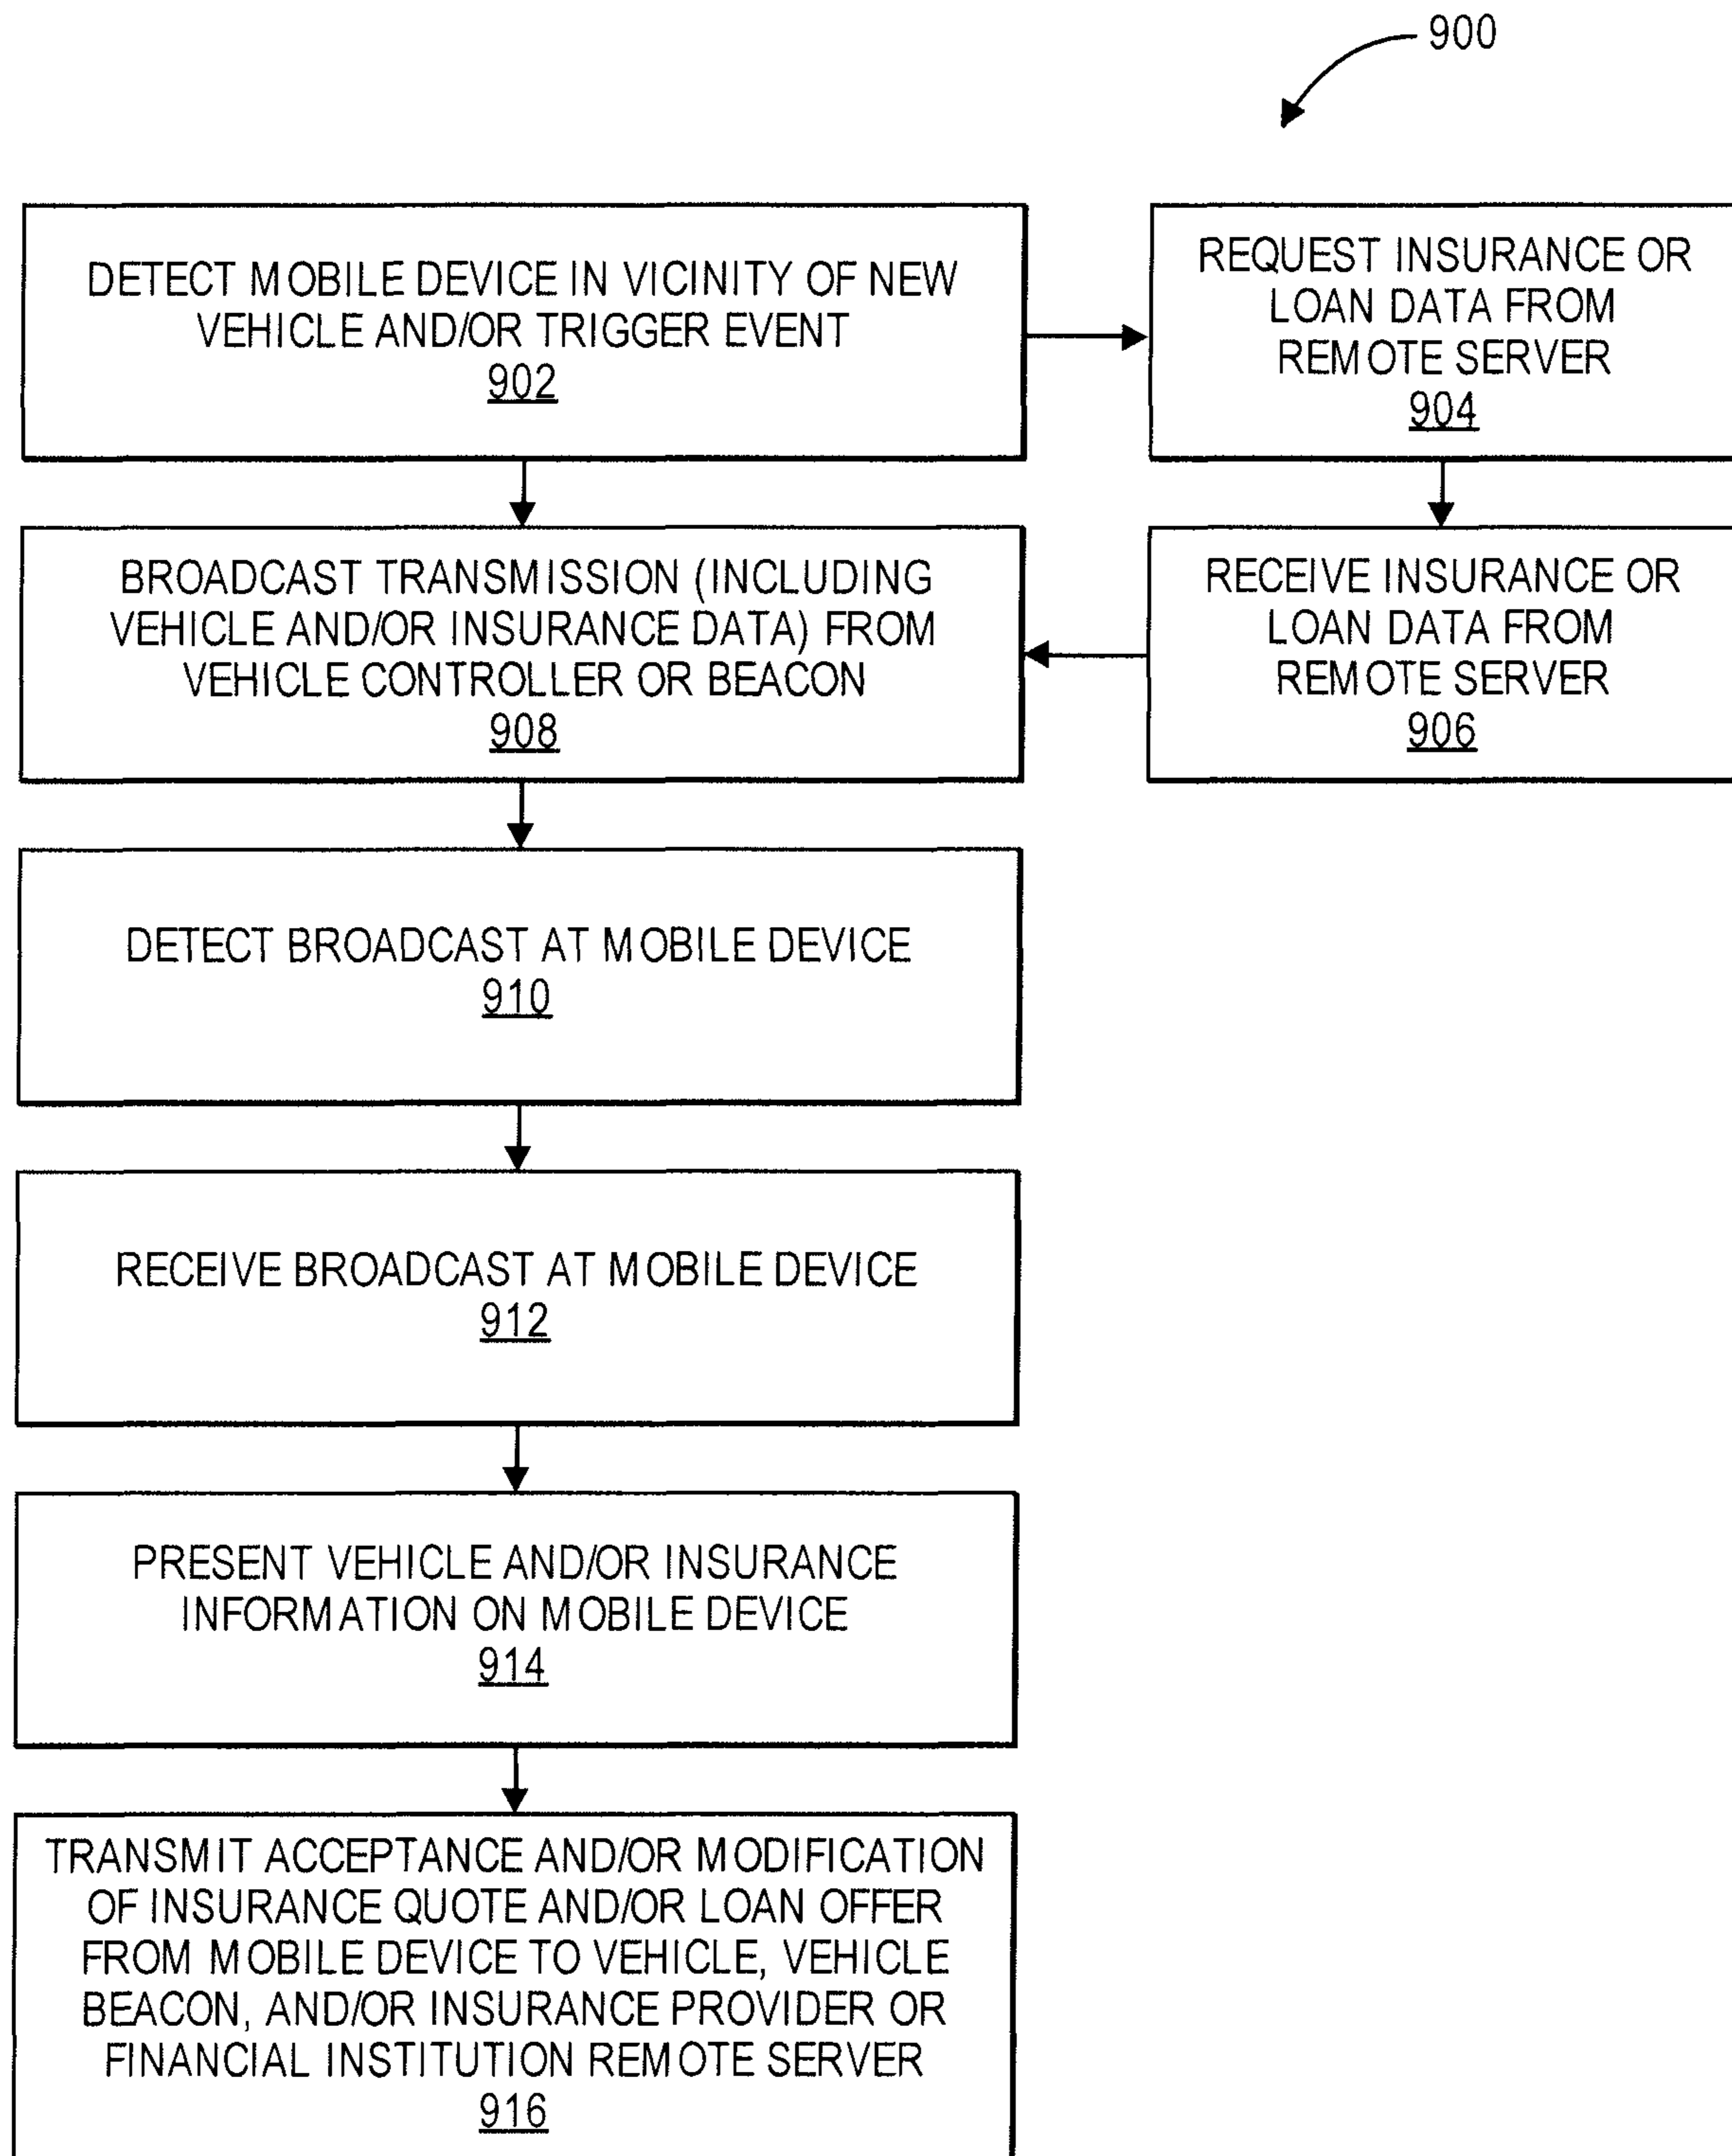 900
DETECT MOBILE DEVICE IN VICINITY OF NEW
VEHICLE AND/OR TRIGGER EVENT
902
REQUEST INSURANCE OR
LOAN DATA FROM
REMOTE SERVER
904
BROADCAST TRANSMISSION (INCLUDING
VEHICLE AND/OR INSURANCE DATA) FROM
VEHICLE CONTROLLER OR BEACON
908
RECEIVE INSURANCE OR
LOAN DATA FROM
REMOTE SERVER
906
DETECT BROADCAST AT MOBILE DEVICE
910
RECEIVE BROADCAST AT MOBILE DEVICE
912
PRESENT VEHICLE AND/OR INSURANCE
INFORMATION ON MOBILE DEVICE
914
TRANSMIT ACCEPTANCE AND/OR MODIFICATION
OF INSURANCE QUOTE AND/OR LOAN OFFER
FROM MOBILE DEVICE TO VEHICLE, VEHICLE
BEACON, AND/OR INSURANCE PROVIDER OR
FINANCIAL INSTITUTION REMOTE SERVER
916